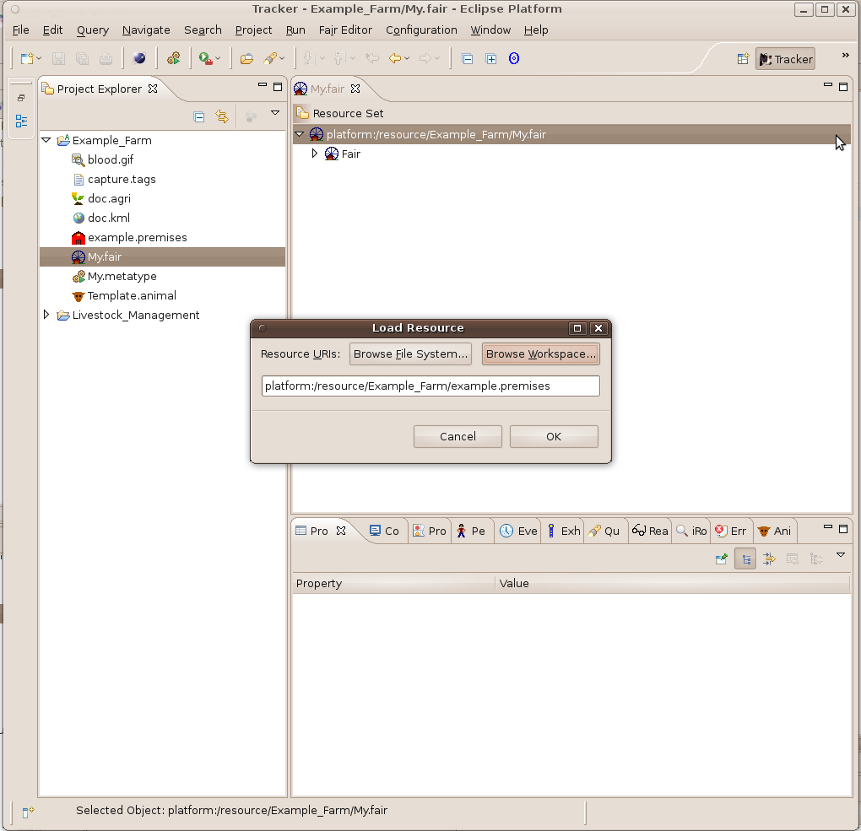 Tracker - Example_Farm/My.fair - Eclipse Platform
File Edit Query Navigate Search Project Run Fair Editor Configuration Window Help
Tracker »
Project Explorer
Example_Farm
blood.gif
capture.tags
doc.agri
doc.kml
example.premises
My.fair
My.metatype
Template.animal
Livestock_Management
My.fair
Resource Set
platform:/resource/Example_Farm/My.fair
Fair
Load Resource
Resource URIs: Browse File System... Browse Workspace...
platform:/resource/Example_Farm/example.premises
Cancel OK
Pro Co Pro Pe Eve Exh Qu Rea iRo Err Ani
Property Value
Selected Object: platform:/resource/Example_Farm/My.fair